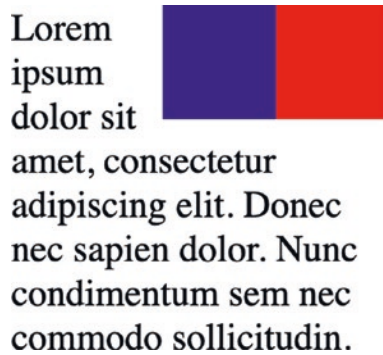 Lorem
ipsum
dolor sit
amet, consectetur
adipiscing elit. Donec
nec sapien dolor. Nunc
condimentum sem nec
commodo sollicitudin.